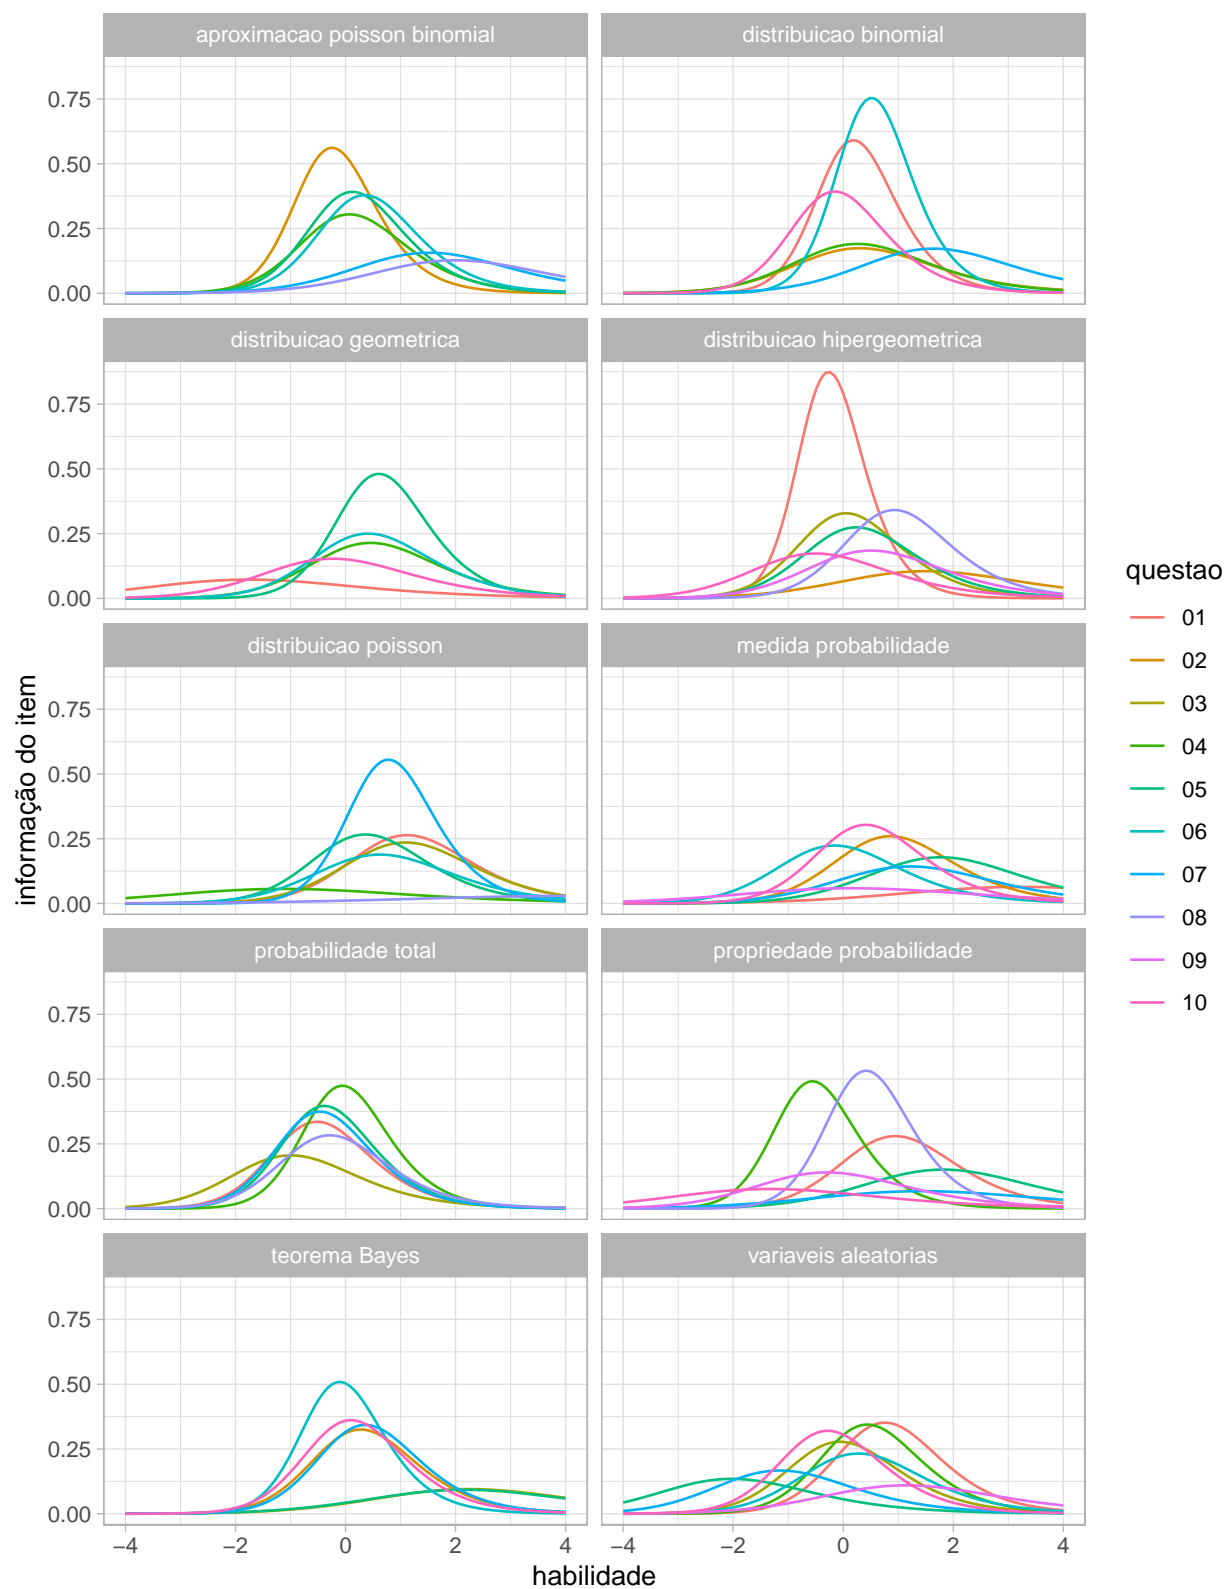 aproximacao poisson binomial
distribuicao binomial
0.75
0.50
0.25
0.00
distribuicao geometrica
distribuicao hipergeometrica
0.75
0.50
0.25
0.00
distribuicao poisson
medida probabilidade
0.75
0.50
0.25
0.00
probabilidade total
propriedade probabilidade
0.75
0.50
0.25
0.00
teorema Bayes
variaveis aleatorias
0.75
0.50
0.25
0.00
−4 −2 0 2 4
−4 −2 0 2 4
habilidade
informação do item
questao
01
02
03
04
05
06
07
08
09
10